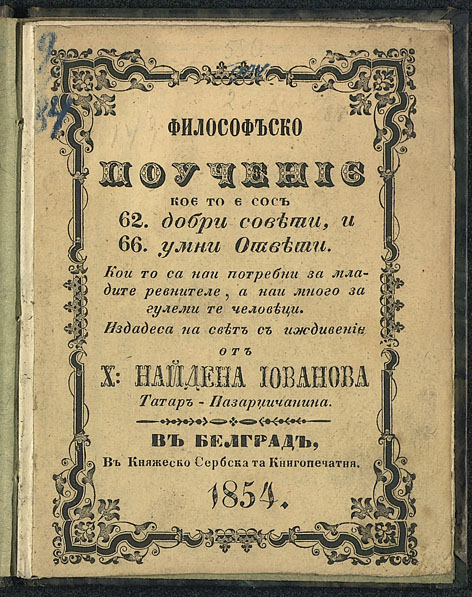 ФИЛОСОФѢСКО
ПОУЧЕНІЕ
КОЕ ТО Е СОСЪ
62. добри совѣти, и
66. умни Отвѣти.
Кои то са наи потребни за мла-
дите ревнителе, а наи много за
гулеми те человѣци.
Издадеса на свѣтъ съ иждивеніи
отъ
Х: НАЙДЕНА ІОВАНОВА
Татаръ - Пазарџичанина.
ВЪ БЕЛГРАДЪ,
Въ Княжеско Сербска та Книгопечатня.
1854.